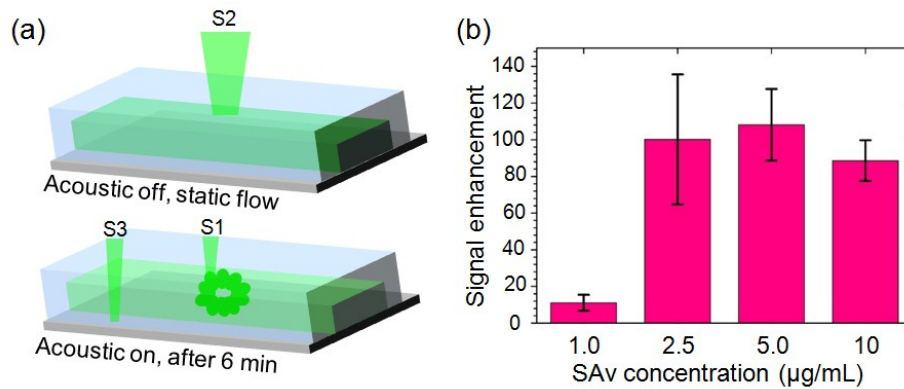 (a)
S2
Acoustic off, static flow
S3
S1
Acoustic on, after 6 min
(b)
Signal enhancement
140
120
100
80
60
40
20
0
1.0 2.5 5.0 10
SAv concentration (µg/mL)